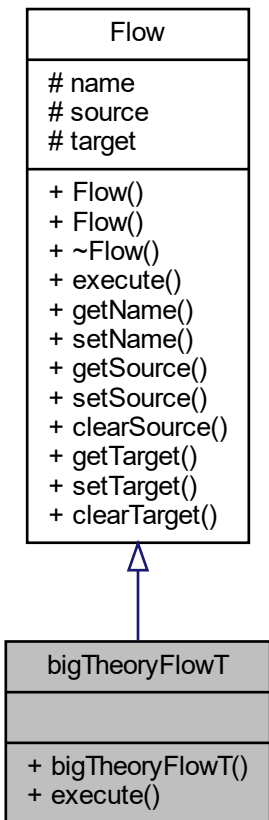 Flow
# name
# source
# target
+ Flow()
+ Flow()
+ ~Flow()
+ execute()
+ getName()
+ setName()
+ getSource()
+ setSource()
+ clearSource()
+ getTarget()
+ setTarget()
+ clearTarget()
bigTheoryFlowT
+ bigTheoryFlowT()
+ execute()